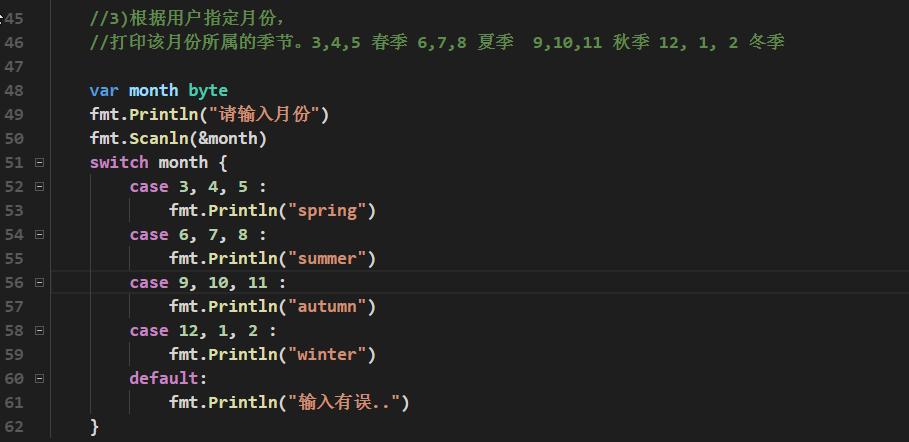 45 //3)根据用户指定月份，
46 //打印该月份所属的季节。3,4,5 春季 6,7,8 夏季  9,10,11 秋季 12, 1, 2 冬季
47
48 var month byte
49 fmt.Println("请输入月份")
50 fmt.Scanln(&month)
51 switch month {
52 case 3, 4, 5 :
53 fmt.Println("spring")
54 case 6, 7, 8 :
55 fmt.Println("summer")
56 case 9, 10, 11 :
57 fmt.Println("autumn")
58 case 12, 1, 2 :
59 fmt.Println("winter")
60 default:
61 fmt.Println("输入有误..")
62 }